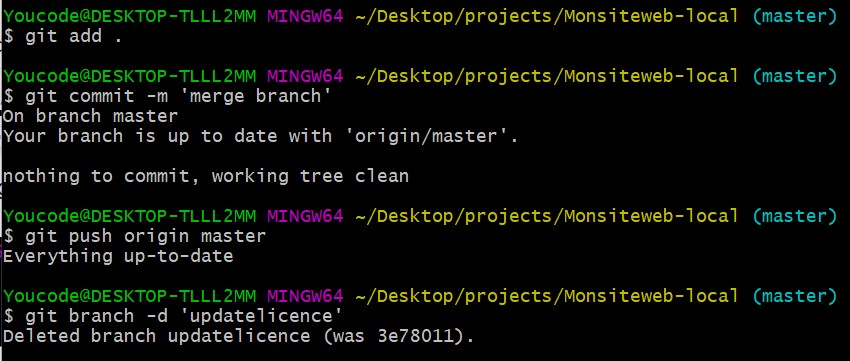 Youcode@DESKTOP-TLLL2MM MINGW64 ~/Desktop/projects/Monsiteweb-local (master)
$ git add .
Youcode@DESKTOP-TLLL2MM MINGW64 ~/Desktop/projects/Monsiteweb-local (master)
$ git commit -m 'merge branch'
On branch master
Your branch is up to date with 'origin/master'.
nothing to commit, working tree clean
Youcode@DESKTOP-TLLL2MM MINGW64 ~/Desktop/projects/Monsiteweb-local (master)
$ git push origin master
Everything up-to-date
Youcode@DESKTOP-TLLL2MM MINGW64 ~/Desktop/projects/Monsiteweb-local (master)
$ git branch -d 'updatelicence'
Deleted branch updatelicence (was 3e78011).